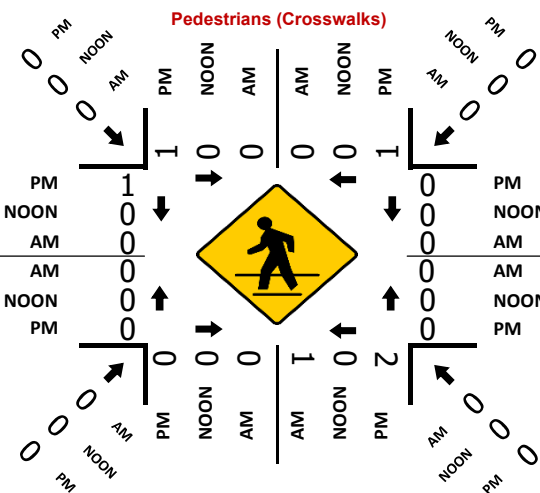 Pedestrians (Crosswalks)
0 PM
0 NOON
0 AM
PM NOON AM AM NOON PM
PM 0
NOON 0
AM 0
1 0 0 0 0 1
PM 1 0 PM
NOON 0 0 NOON
AM 0 0 AM
AM 0 0 AM
NOON 0 0 NOON
PM 0 0 PM
0 0 0 1 0 2
PM NOON AM AM NOON PM
0 AM
0 NOON
0 PM
AM 0
NOON 0
PM 0